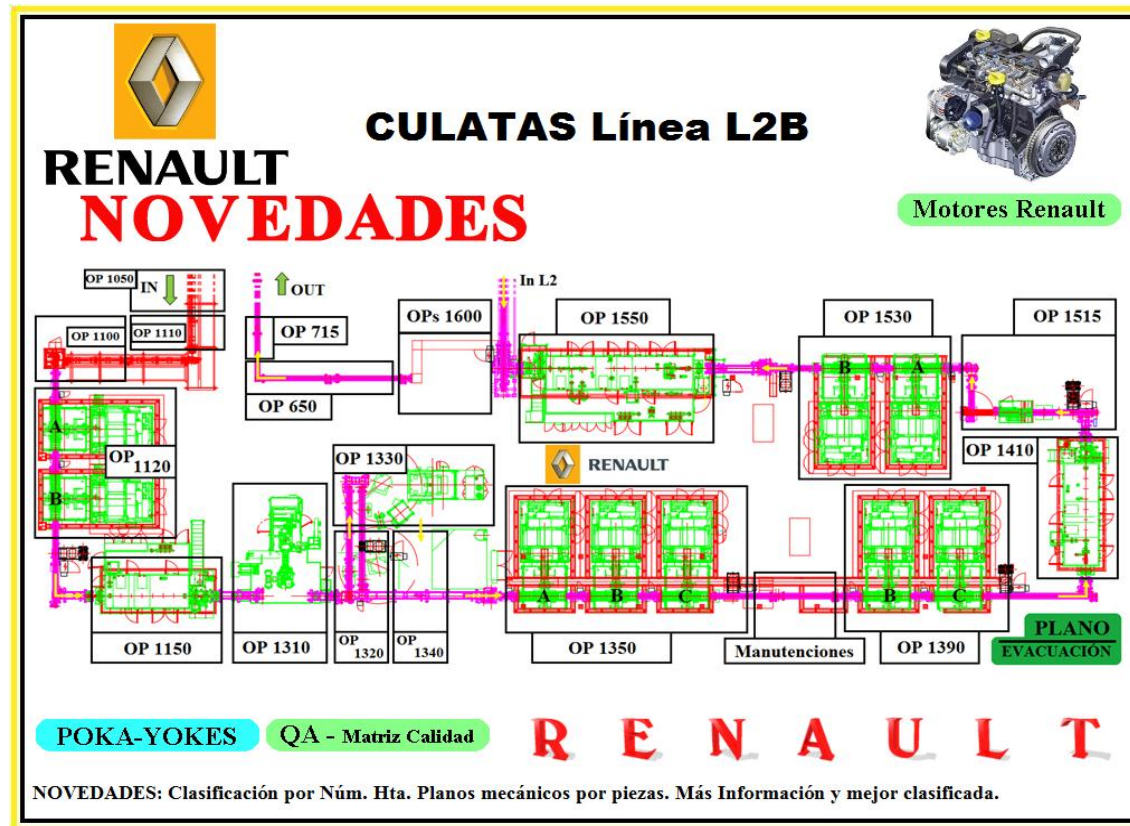 CULATAS Línea L2B
RENAULT
NOVEDADES
Motores Renault
OP 1050
IN
OUT
In L2
OP 1100
OP 1110
OP 715
OPs 1600
OP 1550
OP 1530
OP 1515
OP 650
B
A
A
OP 1120
B
OP 1330
RENAULT
OP 1410
A
B
C
B
C
OP 1150
OP 1310
OP 1320
OP 1340
OP 1350
Manutenciones
OP 1390
PLANO
EVACUACIÓN
POKA-YOKES
QA - Matriz Calidad
RENAULT
NOVEDADES: Clasificación por Núm. Hta. Planos mecánicos por piezas. Más Información y mejor clasificada.